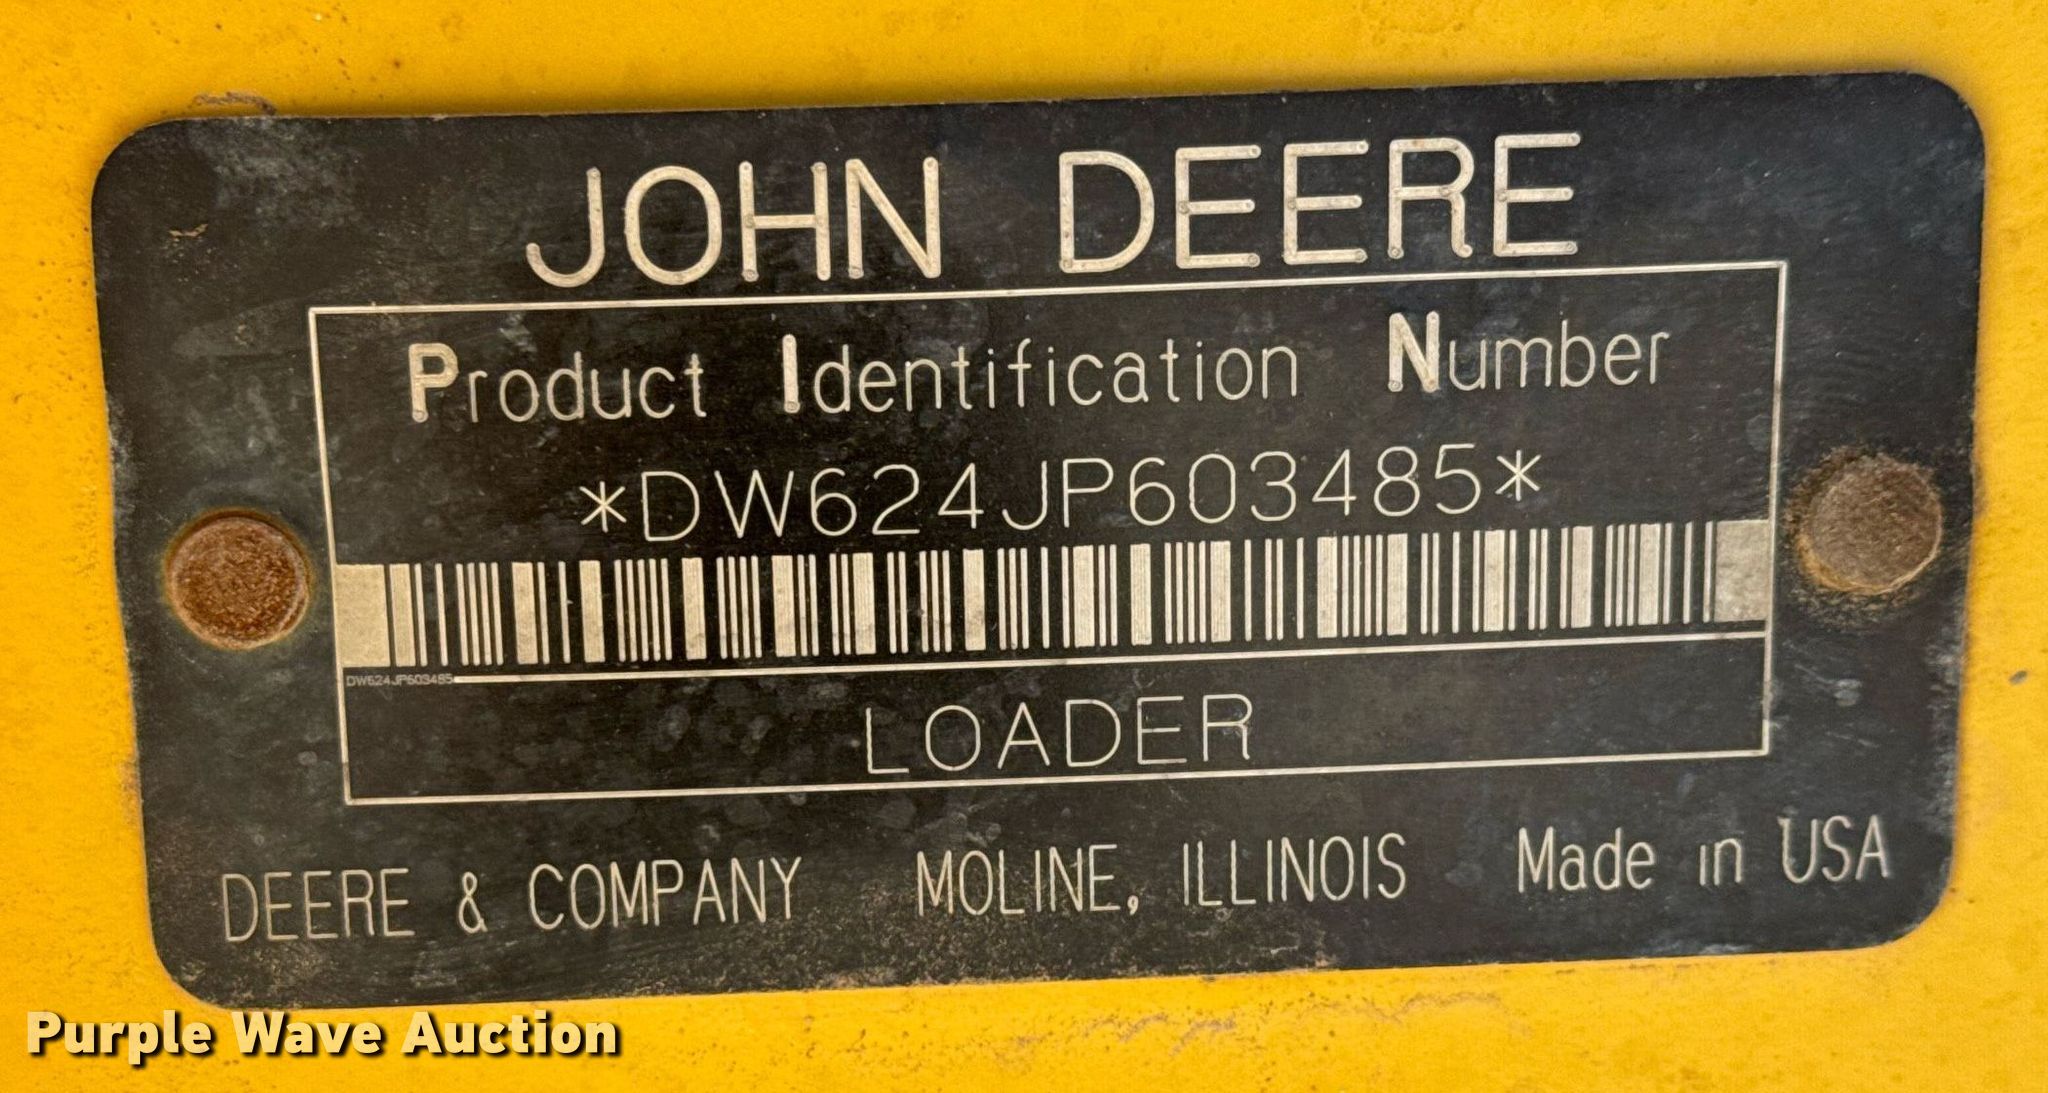 JOHN DEERE
Product Identification Number
*DW624JP603485*
DW624JP603485
LOADER
DEERE & COMPANY MOLINE, ILLINOIS Made in USA
Purple Wave Auction